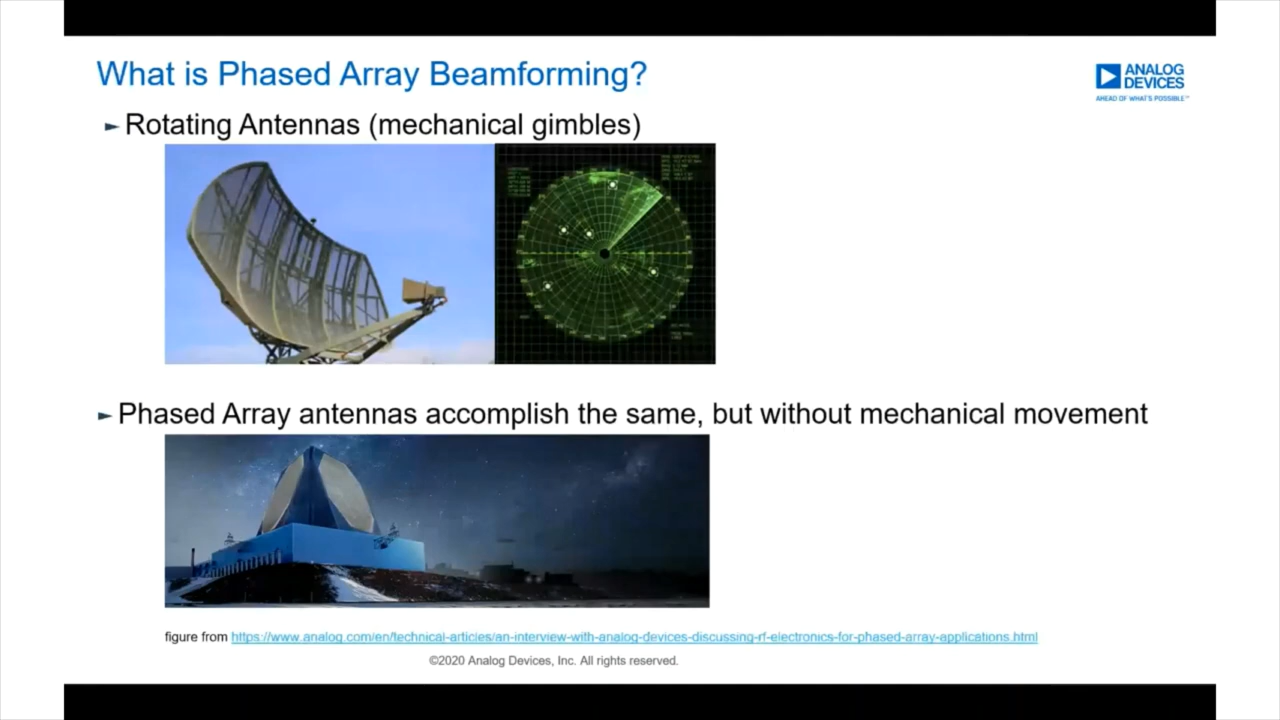 What is Phased Array Beamforming?
ANALOG
DEVICES
AHEAD OF WHAT'S POSSIBLE™
► Rotating Antennas (mechanical gimbles)
► Phased Array antennas accomplish the same, but without mechanical movement
figure from https://www.analog.com/en/technical-articles/an-interview-with-analog-devices-discussing-rf-electronics-for-phased-array-applications.html
©2020 Analog Devices, Inc. All rights reserved.